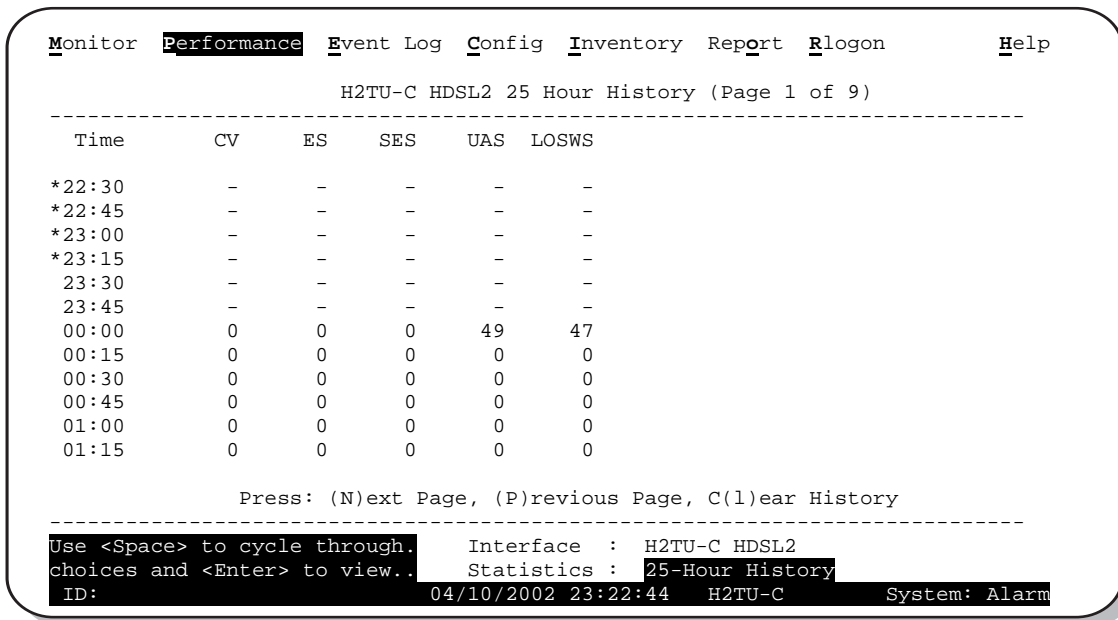 Monitor Performance Event Log Config Inventory Report Rlogon Help
H2TU-C HDSL2 25 Hour History (Page 1 of 9)
------------------------------------------------------------------------------
Time CV ES SES UAS LOSWS
*22:30 - - - - -
*22:45 - - - - -
*23:00 - - - - -
*23:15 - - - - -
23:30 - - - - -
23:45 - - - - -
00:00 0 0 0 49 47
00:15 0 0 0 0 0
00:30 0 0 0 0 0
00:45 0 0 0 0 0
01:00 0 0 0 0 0
01:15 0 0 0 0 0
Press: (N)ext Page, (P)revious Page, C(l)ear History
------------------------------------------------------------------------------
Use <Space> to cycle through. Interface : H2TU-C HDSL2
choices and <Enter> to view.. Statistics : 25-Hour History
ID: 04/10/2002 23:22:44 H2TU-C System: Alarm